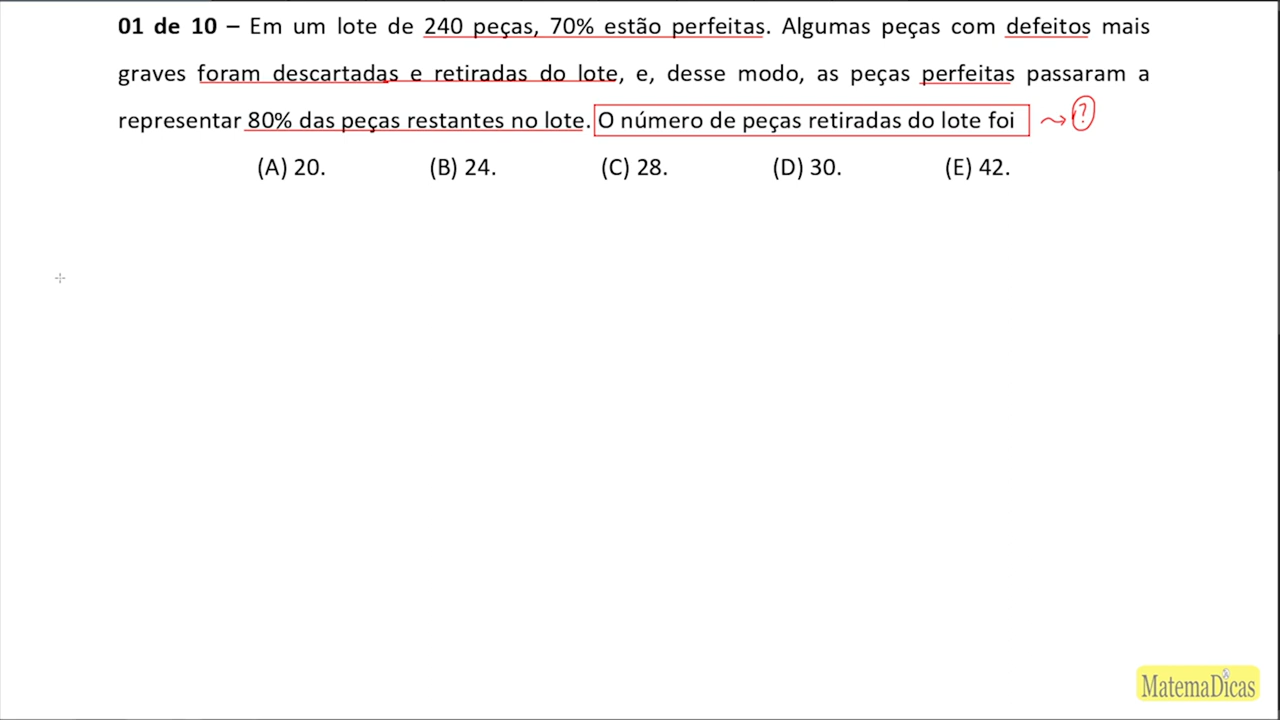 01 de 10 – Em um lote de 240 peças, 70% estão perfeitas. Algumas peças com defeitos mais
graves foram descartadas e retiradas do lote, e, desse modo, as peças perfeitas passaram a
representar 80% das peças restantes no lote. O número de peças retiradas do lote foi ?
(A) 20. (B) 24. (C) 28. (D) 30. (E) 42.
MatemaDicas